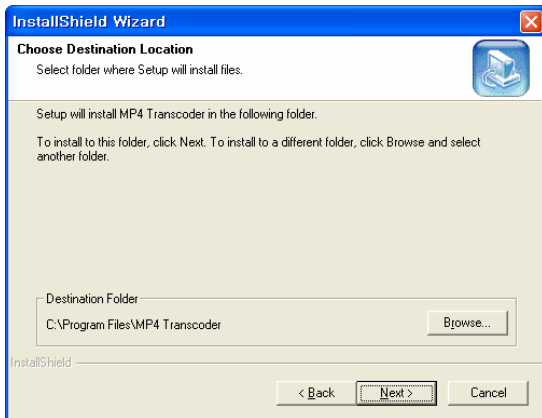 InstallShield Wizard
Choose Destination Location
Select folder where Setup will install files.
Setup will install MP4 Transcoder in the following folder.
To install to this folder, click Next. To install to a different folder, click Browse and select
another folder.
Destination Folder
C:\Program Files\MP4 Transcoder
Browse...
InstallShield
< Back
Next >
Cancel